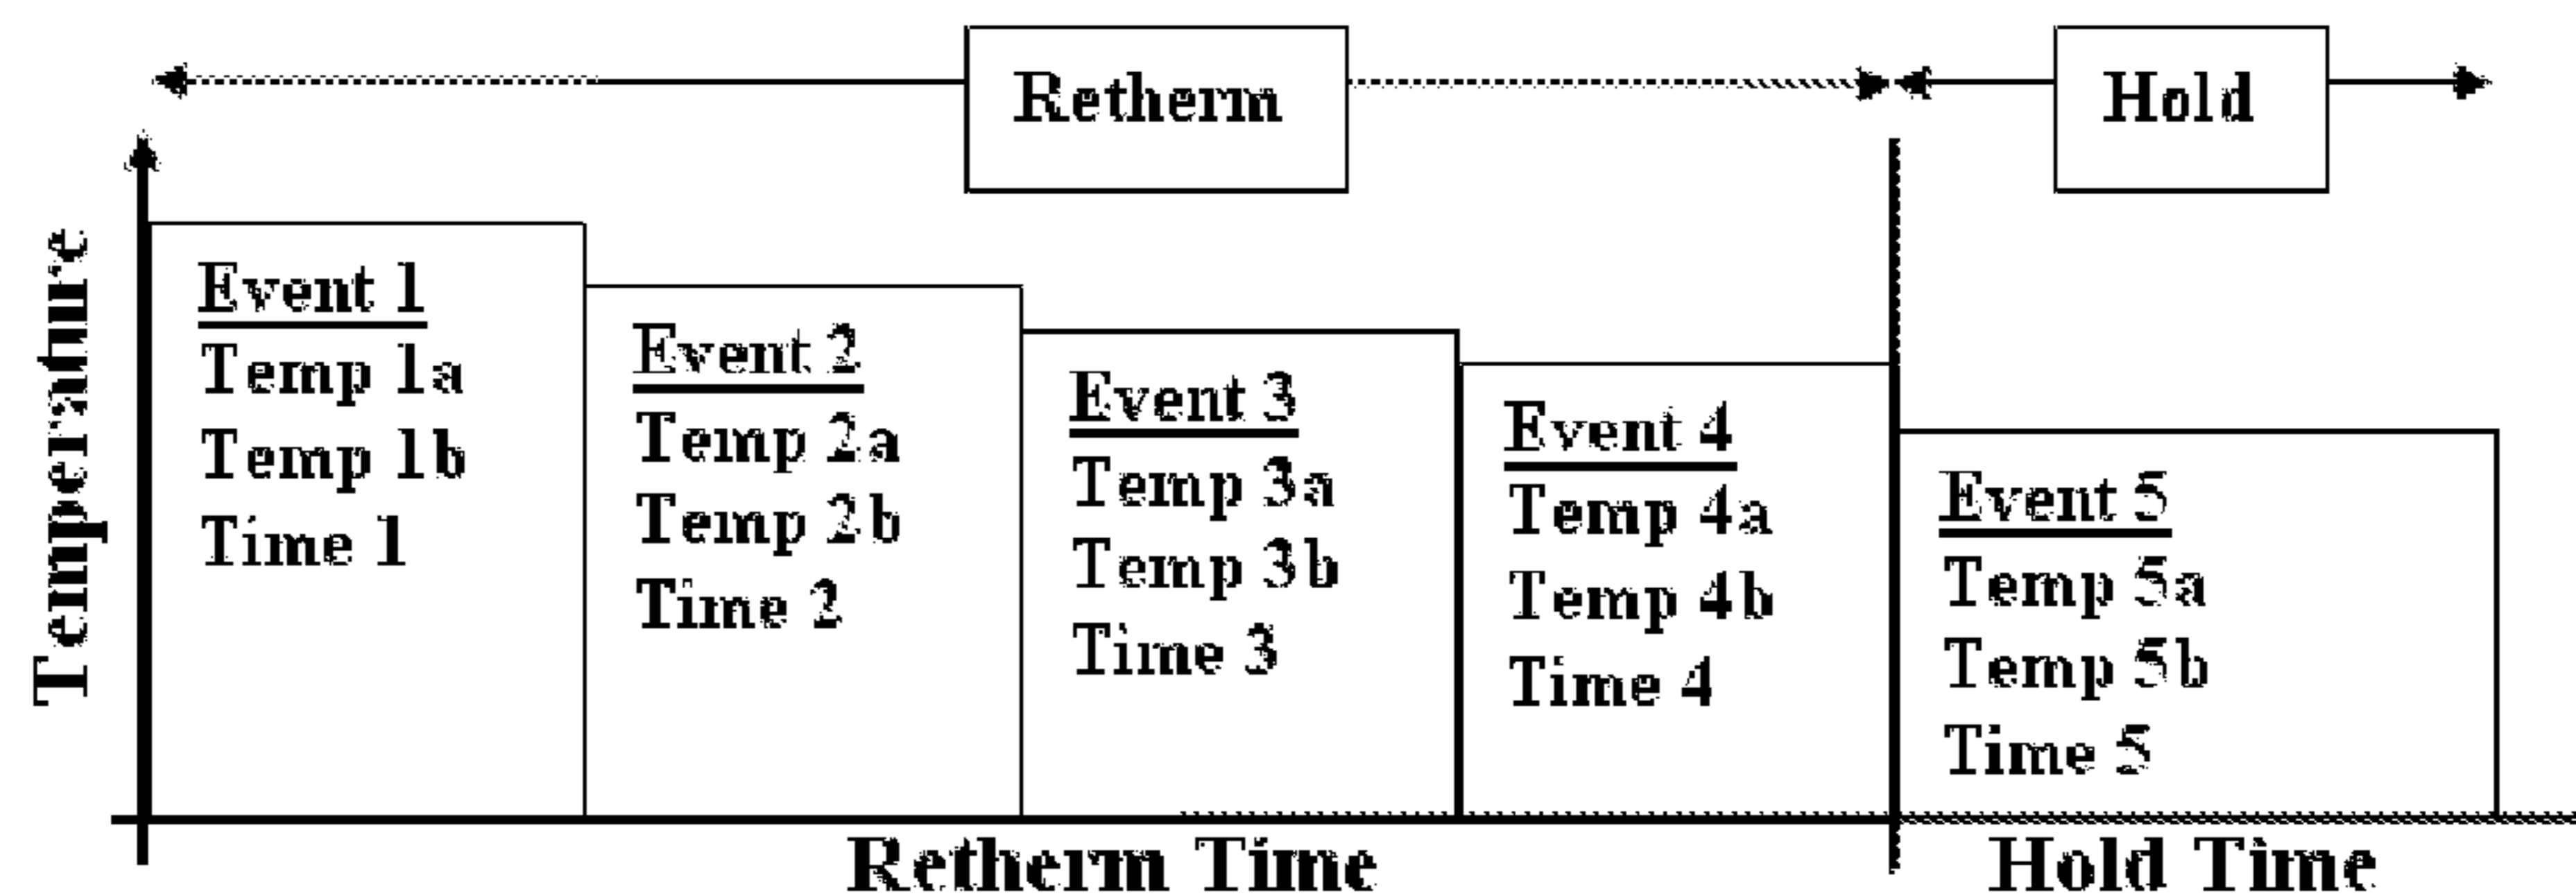 Retherm
Hold
Temperature
Event 1
Temp 1a
Temp 1b
Time 1
Event 2
Temp 2a
Temp 2b
Time 2
Event 3
Temp 3a
Temp 3b
Time 3
Event 4
Temp 4a
Temp 4b
Time 4
Event 5
Temp 5a
Temp 5b
Time 5
Retherm Time
Hold Time